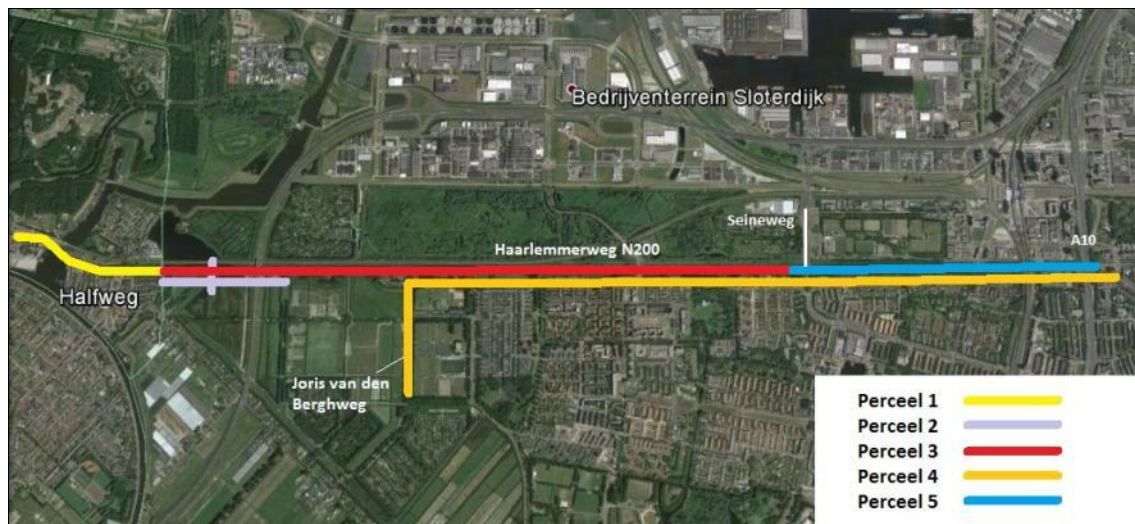 Bedrijventerrein Sloterdijk
Seineweg
Haarlemmerweg N200
A10
Halfweg
Joris van den
Berghweg
Perceel 1
Perceel 2
Perceel 3
Perceel 4
Perceel 5